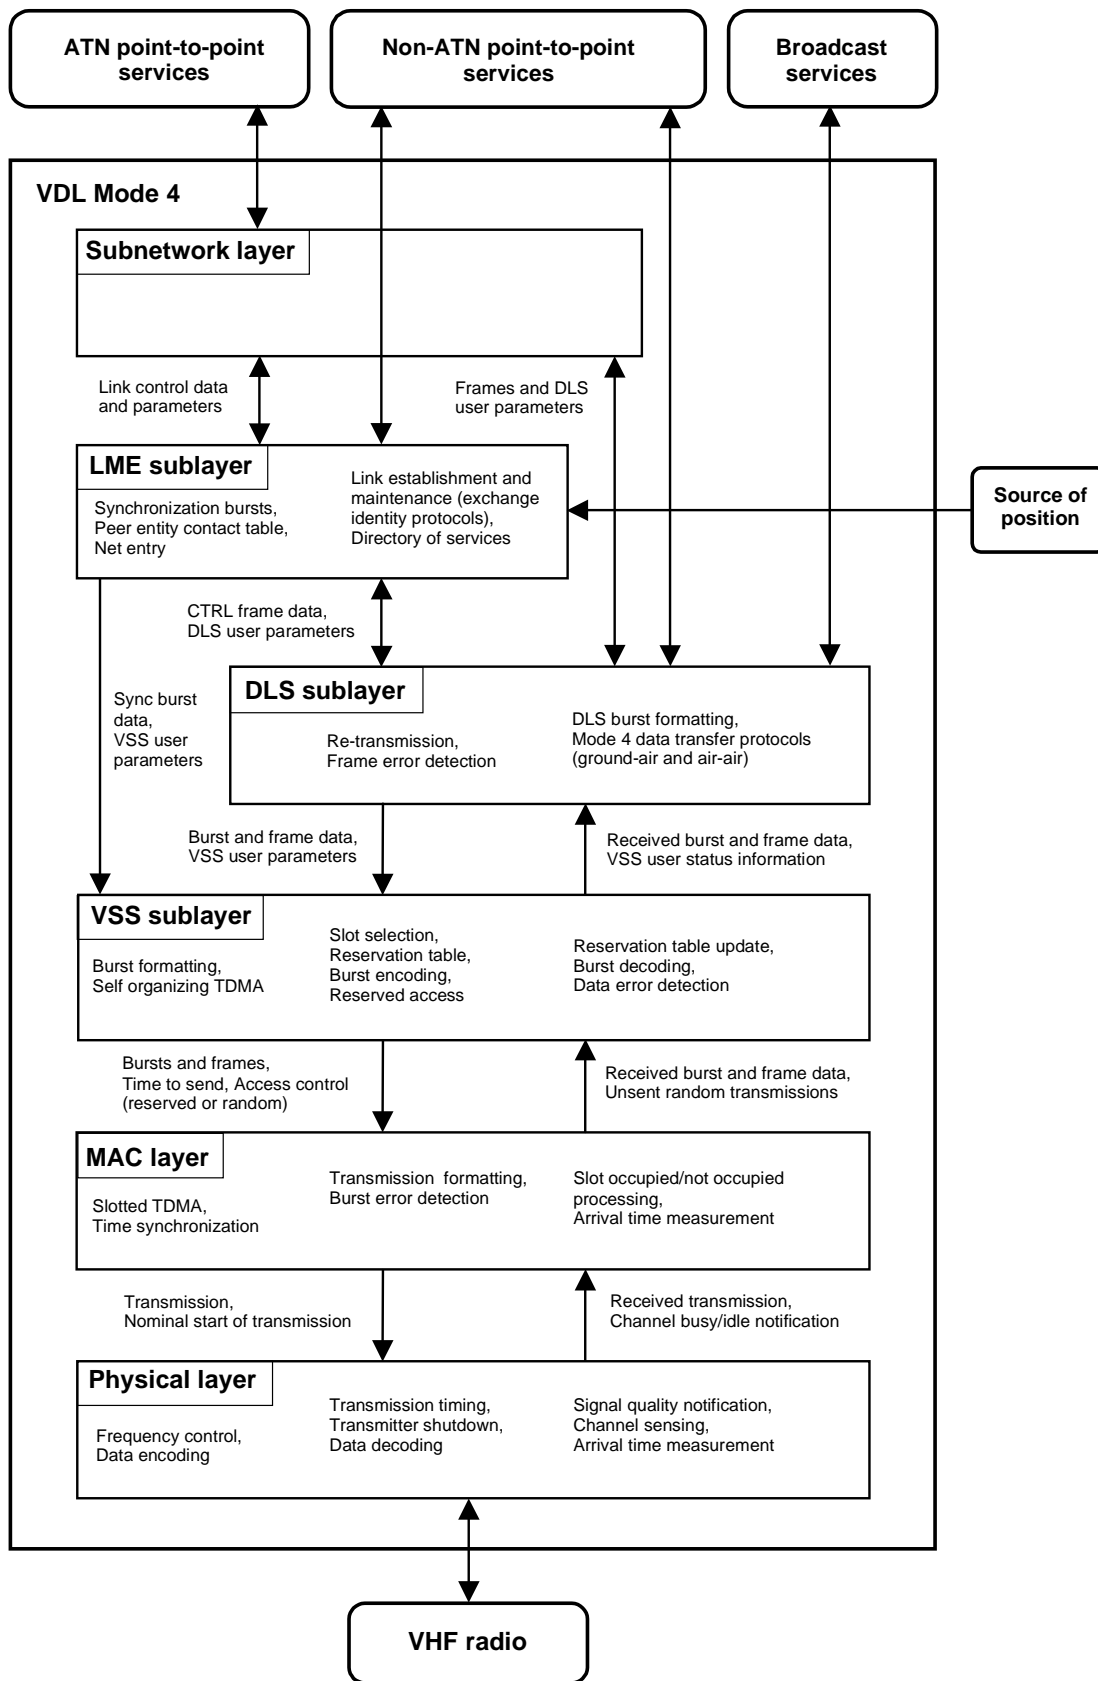 ATN point-to-point
services
Non-ATN point-to-point
services
Broadcast
services
VDL Mode 4
Subnetwork layer
Link control data
and parameters
Frames and DLS
user parameters
LME sublayer
Synchronization bursts,
Peer entity contact table,
Net entry
Link establishment and
maintenance (exchange
identity protocols),
Directory of services
Source of
position
CTRL frame data,
DLS user parameters
Sync burst
data,
VSS user
parameters
DLS sublayer
Re-transmission,
Frame error detection
DLS burst formatting,
Mode 4 data transfer protocols
(ground-air and air-air)
Burst and frame data,
VSS user parameters
Received burst and frame data,
VSS user status information
VSS sublayer
Burst formatting,
Self organizing TDMA
Slot selection,
Reservation table,
Burst encoding,
Reserved access
Reservation table update,
Burst decoding,
Data error detection
Bursts and frames,
Time to send, Access control
(reserved or random)
Received burst and frame data,
Unsent random transmissions
MAC layer
Slotted TDMA,
Time synchronization
Transmission formatting,
Burst error detection
Slot occupied/not occupied
processing,
Arrival time measurement
Transmission,
Nominal start of transmission
Received transmission,
Channel busy/idle notification
Physical layer
Frequency control,
Data encoding
Transmission timing,
Transmitter shutdown,
Data decoding
Signal quality notification,
Channel sensing,
Arrival time measurement
VHF radio